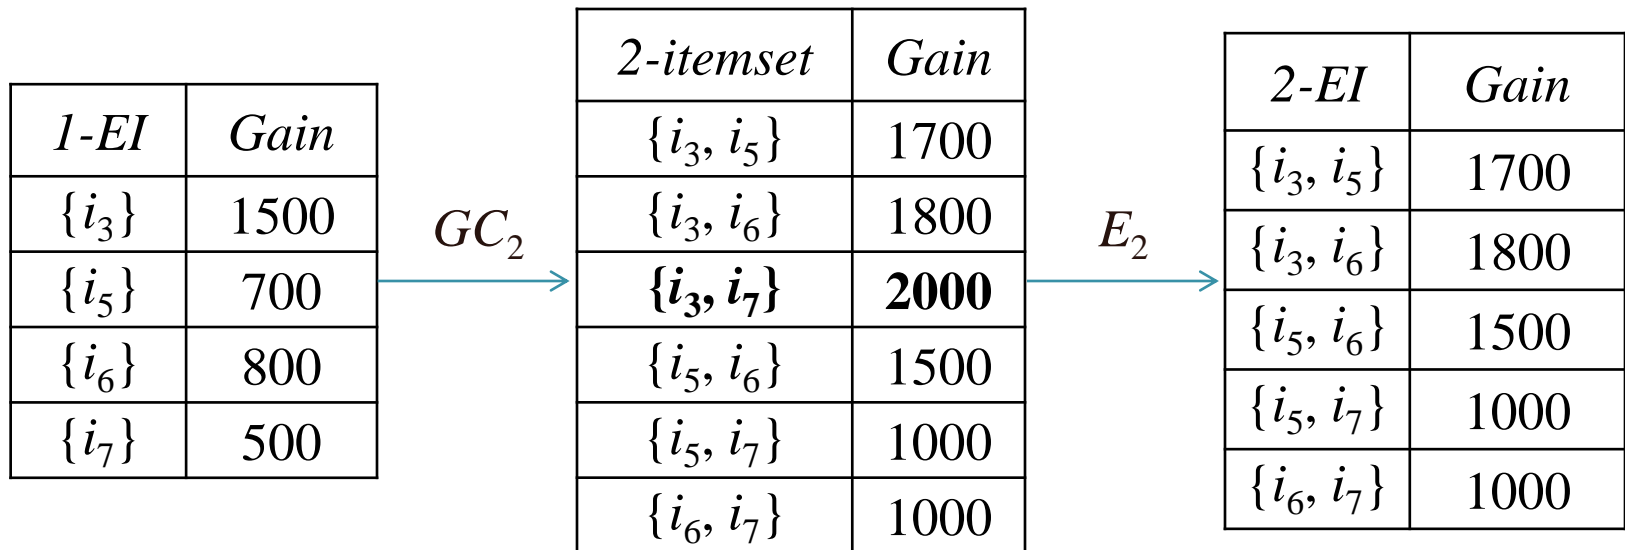 1-EI Gain
{i₃} 1500
{i₅} 700
{i₆} 800
{i₇} 500
GC₂
2-itemset Gain
{i₃, i₅} 1700
{i₃, i₆} 1800
{i₃, i₇} 2000
{i₅, i₆} 1500
{i₅, i₇} 1000
{i₆, i₇} 1000
E₂
2-EI Gain
{i₃, i₅} 1700
{i₃, i₆} 1800
{i₅, i₆} 1500
{i₅, i₇} 1000
{i₆, i₇} 1000